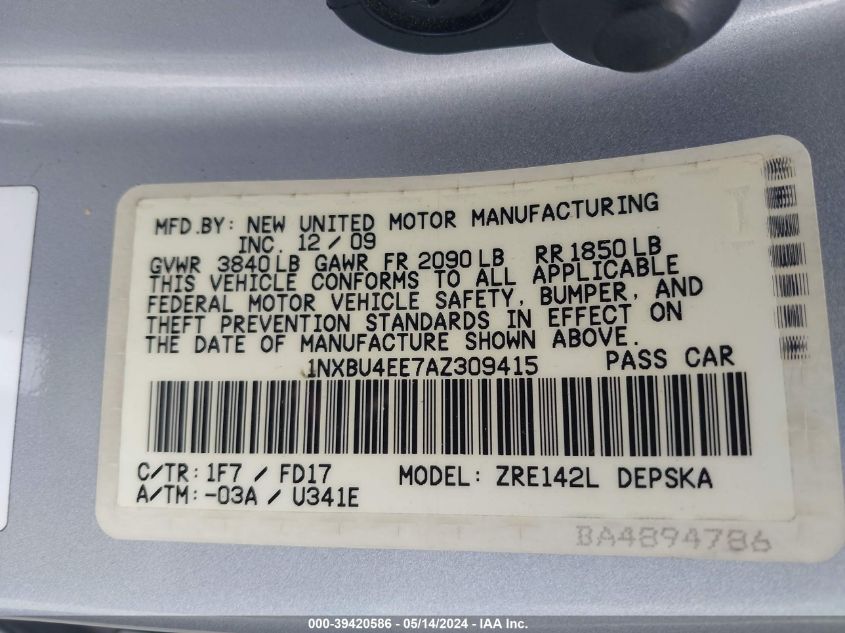 MFD.BY: NEW UNITED MOTOR MANUFACTURING
INC. 12 / 09
GVWR 3840 LB GAWR FR 2090 LB RR 1850 LB
THIS VEHICLE CONFORMS TO ALL APPLICABLE
FEDERAL MOTOR VEHICLE SAFETY, BUMPER, AND
THEFT PREVENTION STANDARDS IN EFFECT ON
THE DATE OF MANUFACTURE SHOWN ABOVE.
1NXBU4EE7AZ309415 PASS CAR
C/TR: 1F7 / FD17 MODEL: ZRE142L DEPSKA
A/TM: -03A / U341E
BA4894786
000-39420586 - 05/14/2024 - IAA Inc.